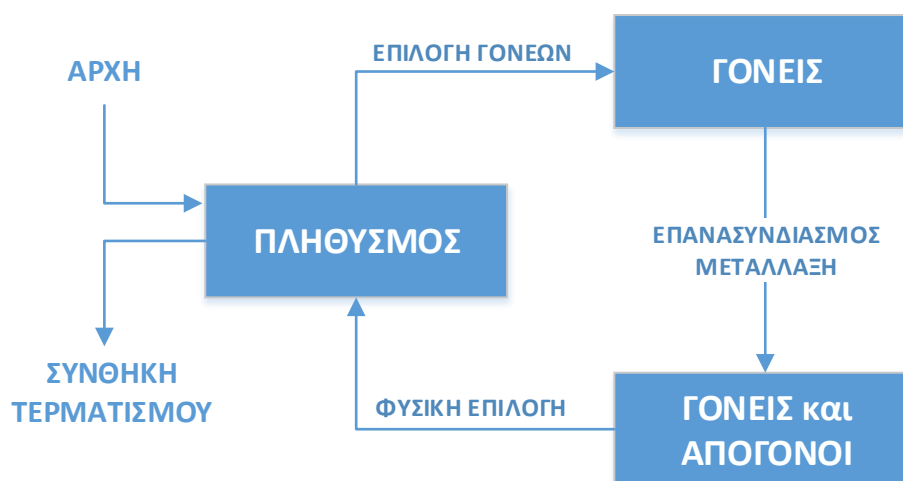 ΑΡΧΗ
ΕΠΙΛΟΓΗ ΓΟΝΕΩΝ
ΓΟΝΕΙΣ
ΠΛΗΘΥΣΜΟΣ
ΕΠΑΝΑΣΥΝΔΙΑΣΜΟΣ
ΜΕΤΑΛΛΑΞΗ
ΣΥΝΘΗΚΗ
ΤΕΡΜΑΤΙΣΜΟΥ
ΦΥΣΙΚΗ ΕΠΙΛΟΓΗ
ΓΟΝΕΙΣ και
ΑΠΟΓΟΝΟΙ